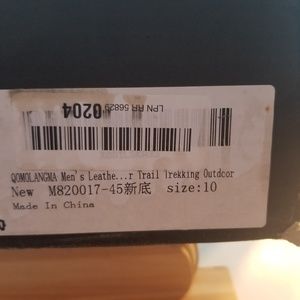 0204
LPN RR 56829
QOMOLANGMA Men's Leathe...r Trail Trekking Outdoor
New M820017-45新底 size:10
Made In China